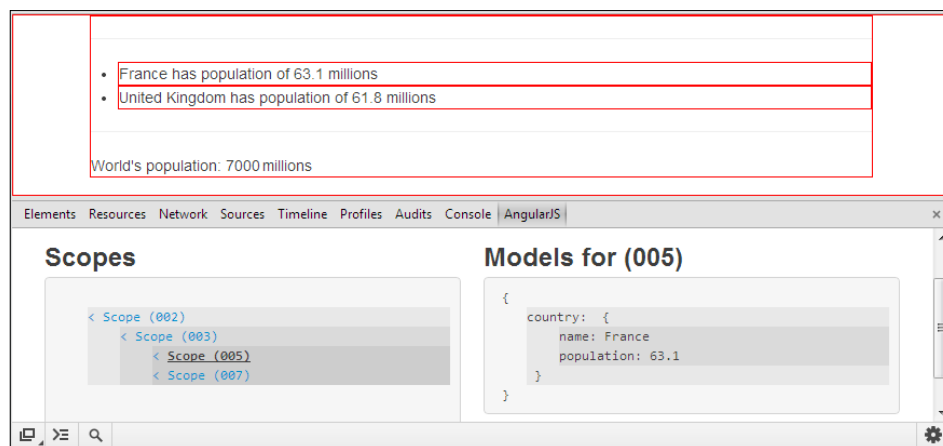 France has population of 63.1 millions
United Kingdom has population of 61.8 millions
World's population: 7000 millions
Elements Resources Network Sources Timeline Profiles Audits Console AngularJS ×
Scopes
< Scope (002)
< Scope (003)
< Scope (005)
< Scope (007)
Models for (005)
{
country: {
name: France
population: 63.1
}
}